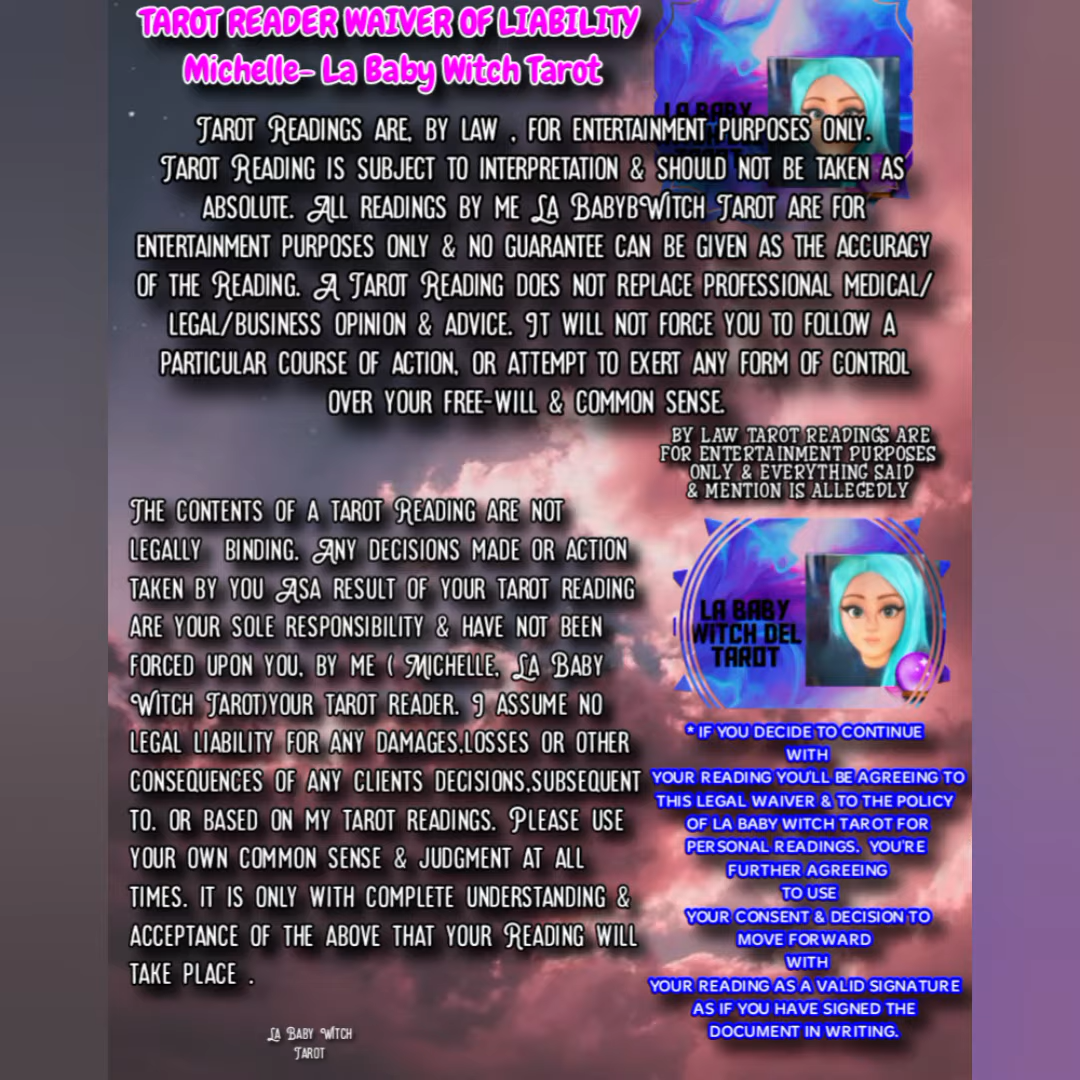 TAROT READER WAIVER OF LIABILITY
Michelle- La Baby Witch Tarot
LA BABY
TAROT READINGS ARE, BY LAW , FOR ENTERTAINMENT PURPOSES ONLY.
TAROT READING IS SUBJECT TO INTERPRETATION & SHOULD NOT BE TAKEN AS
ABSOLUTE. ALL READINGS BY ME LA BABYBWITCH TAROT ARE FOR
ENTERTAINMENT PURPOSES ONLY & NO GUARANTEE CAN BE GIVEN AS THE ACCURACY
OF THE READING. A TAROT READING DOES NOT REPLACE PROFESSIONAL MEDICAL/
LEGAL/BUSINESS OPINION & ADVICE. IT WILL NOT FORCE YOU TO FOLLOW A
PARTICULAR COURSE OF ACTION, OR ATTEMPT TO EXERT ANY FORM OF CONTROL
OVER YOUR FREE-WILL & COMMON SENSE.
BY LAW TAROT READINGS ARE
FOR ENTERTAINMENT PURPOSES
ONLY & EVERYTHING SAID
& MENTION IS ALLEGEDLY
THE CONTENTS OF A TAROT READING ARE NOT
LEGALLY BINDING. ANY DECISIONS MADE OR ACTION
TAKEN BY YOU ASA RESULT OF YOUR TAROT READING
ARE YOUR SOLE RESPONSIBILITY & HAVE NOT BEEN
FORCED UPON YOU, BY ME ( MICHELLE, LA BABY
WITCH TAROT)YOUR TAROT READER. I ASSUME NO
LEGAL LIABILITY FOR ANY DAMAGES,LOSSES OR OTHER
CONSEQUENCES OF ANY CLIENTS DECISIONS,SUBSEQUENT
TO, OR BASED ON MY TAROT READINGS. PLEASE USE
YOUR OWN COMMON SENSE & JUDGMENT AT ALL
TIMES. IT IS ONLY WITH COMPLETE UNDERSTANDING &
ACCEPTANCE OF THE ABOVE THAT YOUR READING WILL
TAKE PLACE .
LA BABY WITCH
TAROT
LA BABY
WITCH DEL
TAROT
* IF YOU DECIDE TO CONTINUE
WITH
YOUR READING YOU'LL BE AGREEING TO
THIS LEGAL WAIVER & TO THE POLICY
OF LA BABY WITCH TAROT FOR
PERSONAL READINGS. YOU'RE
FURTHER AGREEING
TO USE
YOUR CONSENT & DECISION TO
MOVE FORWARD
WITH
YOUR READING AS A VALID SIGNATURE
AS IF YOU HAVE SIGNED THE
DOCUMENT IN WRITING.